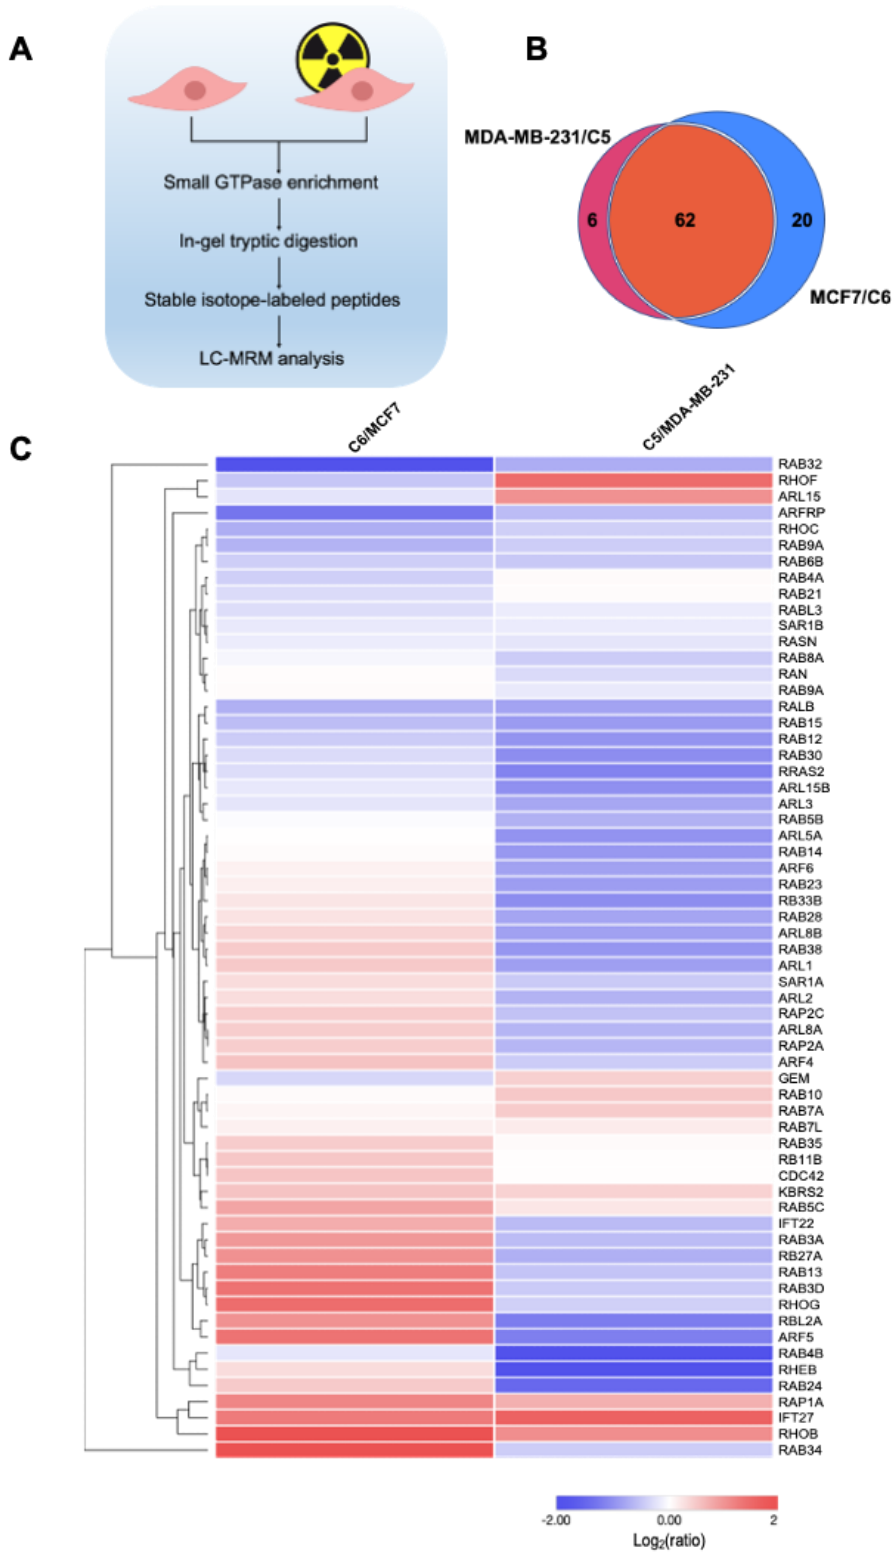 A
B
Small GTPase enrichment
In-gel tryptic digestion
Stable isotope-labeled peptides
LC-MRM analysis
MDA-MB-231/C5
6
62
20
MCF7/C6
C
C6/MCF7
C5/MDA-MB-231
RAB32
RHOF
ARL15
ARFRP
RHOC
RAB9A
RAB6B
RAB4A
RAB21
RABL3
SAR1B
RASN
RAB8A
RAN
RAB9A
RALB
RAB15
RAB12
RAB30
RRAS2
ARL15B
ARL3
RAB5B
ARL5A
RAB14
ARF6
RAB23
RB33B
RAB28
ARL8B
RAB38
ARL1
SAR1A
ARL2
RAP2C
ARL8A
RAP2A
ARF4
GEM
RAB10
RAB7A
RAB7L
RAB35
RB11B
CDC42
KBRS2
RAB5C
IFT22
RAB3A
RB27A
RAB13
RAB3D
RHOG
RBL2A
ARF5
RAB4B
RHEB
RAB24
RAP1A
IFT27
RHOB
RAB34
-2.00 0.00 2
Log₂(ratio)